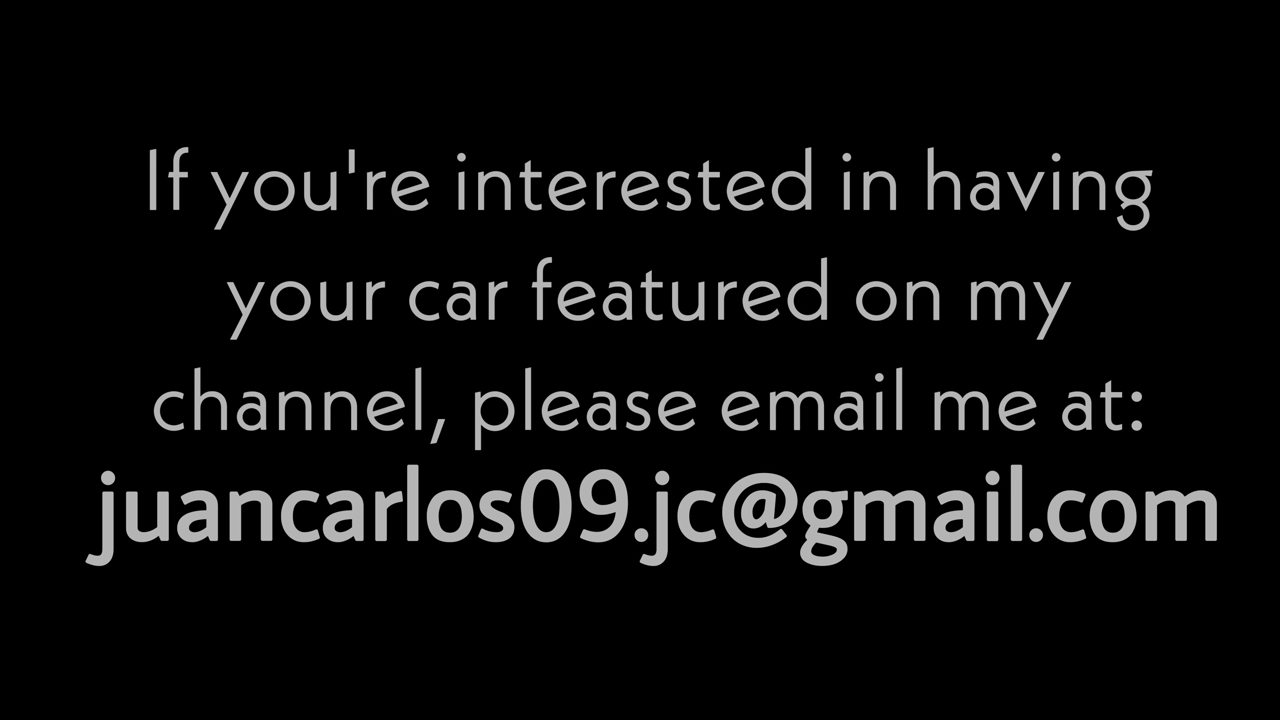 If you're interested in having
your car featured on my
channel, please email me at:
juancarlos09.jc@gmail.com